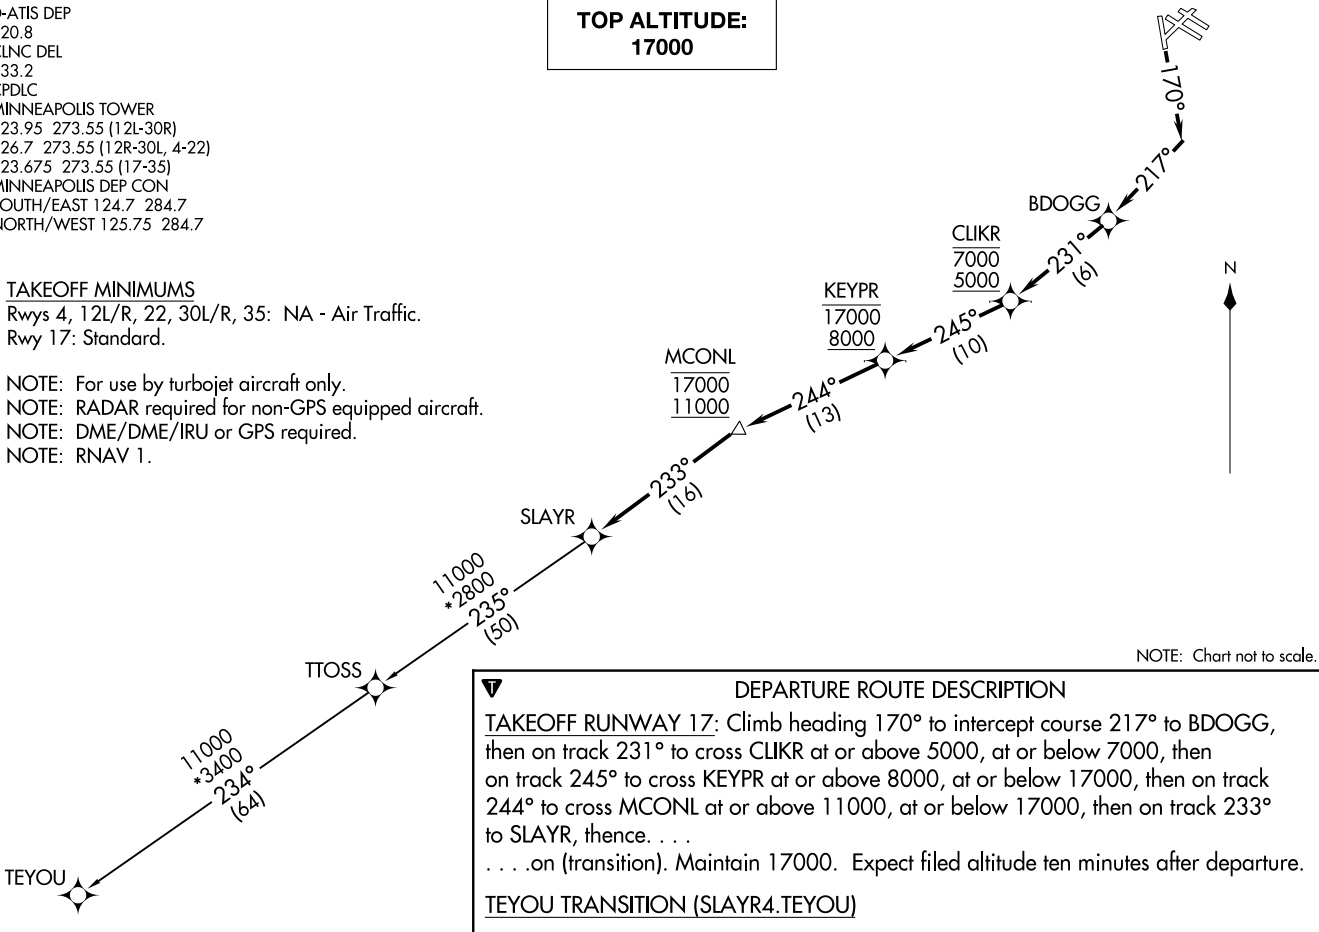 -ATIS DEP
20.8
LNC DEL
33.2
PDLC
MINNEAPOLIS TOWER
23.95 273.55 (12L-30R)
26.7 273.55 (12R-30L, 4-22)
23.675 273.55 (17-35)
MINNEAPOLIS DEP CON
OUTH/EAST 124.7 284.7
NORTH/WEST 125.75 284.7
TOP ALTITUDE:
17000
170°
217°
BDOGG
231°
(6)
CLIKR
7000
5000
245°
(10)
KEYPR
17000
8000
244°
(13)
MCONL
17000
11000
233°
(16)
SLAYR
11000
*2800
235°
(50)
TTOSS
11000
*3400
234°
(64)
TEYOU
N
TAKEOFF MINIMUMS
Rwys 4, 12L/R, 22, 30L/R, 35: NA - Air Traffic.
Rwy 17: Standard.
NOTE: For use by turbojet aircraft only.
NOTE: RADAR required for non-GPS equipped aircraft.
NOTE: DME/DME/IRU or GPS required.
NOTE: RNAV 1.
NOTE: Chart not to scale.
T
DEPARTURE ROUTE DESCRIPTION
TAKEOFF RUNWAY 17: Climb heading 170° to intercept course 217° to BDOGG,
then on track 231° to cross CLIKR at or above 5000, at or below 7000, then
on track 245° to cross KEYPR at or above 8000, at or below 17000, then on track
244° to cross MCONL at or above 11000, at or below 17000, then on track 233°
to SLAYR, thence. . . .
. . . .on (transition). Maintain 17000. Expect filed altitude ten minutes after departure.
TEYOU TRANSITION (SLAYR4.TEYOU)